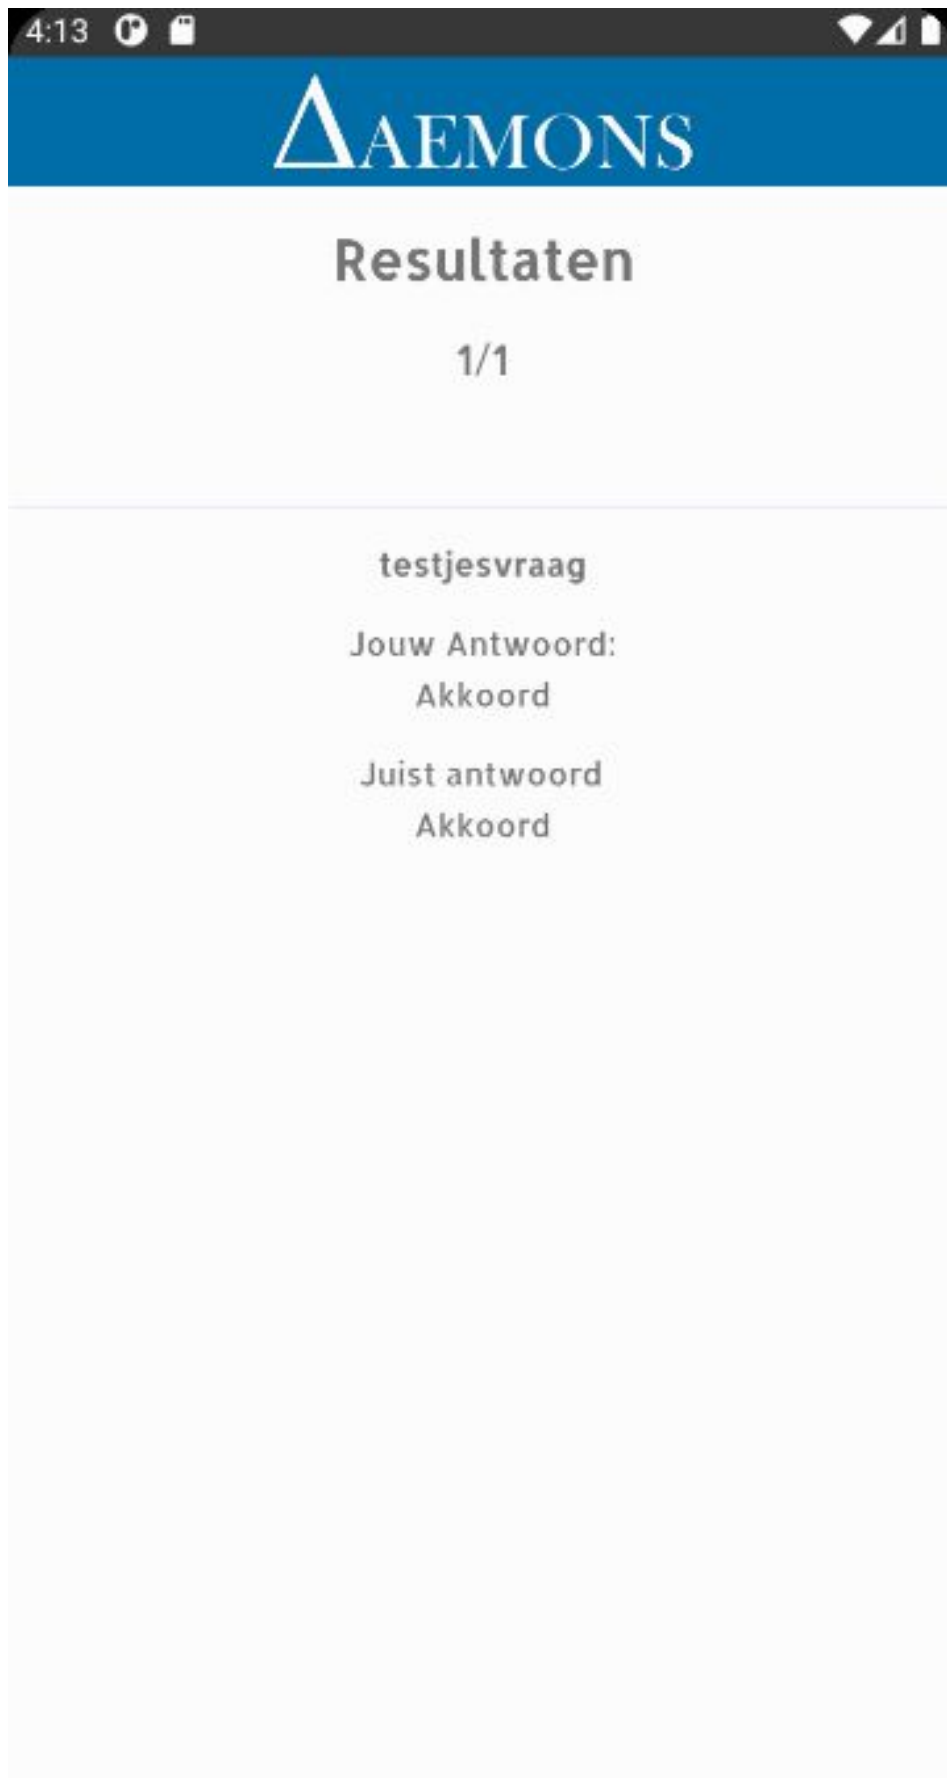 4:13
ΔAEMONS
Resultaten
1/1
testjesvraag
Jouw Antwoord:
Akkoord
Juist antwoord
Akkoord